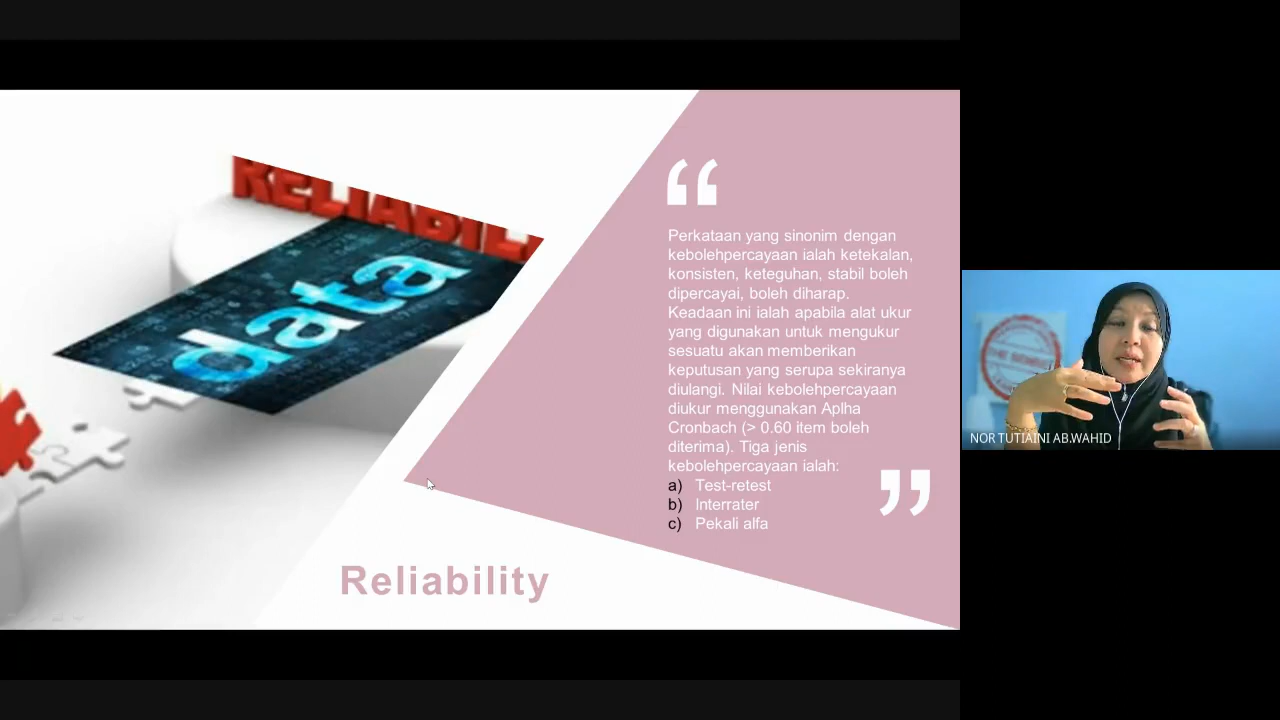 RELIABIL
data
“
Perkataan yang sinonim dengan
kebolehpercayaan ialah ketekalan,
konsisten, keteguhan, stabil boleh
dipercayai, boleh diharap.
Keadaan ini ialah apabila alat ukur
yang digunakan untuk mengukur
sesuatu akan memberikan
keputusan yang serupa sekiranya
diulangi. Nilai kebolehpercayaan
diukur menggunakan Aplha
Cronbach (> 0.60 item boleh
diterima). Tiga jenis
kebolehpercayaan ialah:
a) Test-retest
b) Interrater
c) Pekali alfa
”
Reliability
NOR TUTIAINI AB.WAHID